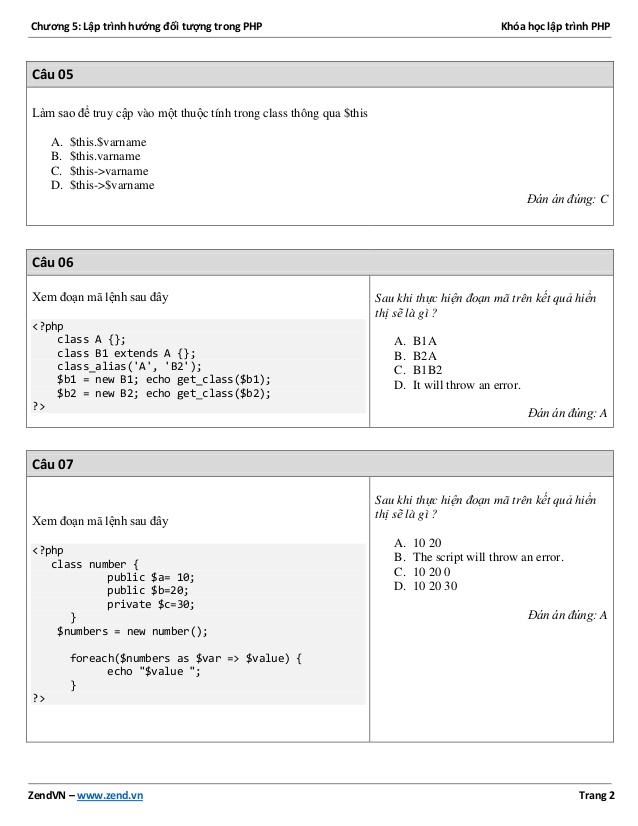 Chương 5: Lập trình hướng đối tượng trong PHP
Khóa học lập trình PHP
Câu 05
Làm sao để truy cập vào một thuộc tính trong class thông qua $this
A. $this.$varname
B. $this.varname
C. $this->varname
D. $this->$varname
Đán án đúng: C
Câu 06
Xem đoạn mã lệnh sau đây
<?php
class A {};
class B1 extends A {};
class_alias('A', 'B2');
$b1 = new B1; echo get_class($b1);
$b2 = new B2; echo get_class($b2);
?>
Sau khi thực hiện đoạn mã trên kết quả hiển
thị sẽ là gì ?
A. B1A
B. B2A
C. B1B2
D. It will throw an error.
Đán án đúng: A
Câu 07
Xem đoạn mã lệnh sau đây
<?php
class number {
public $a= 10;
public $b=20;
private $c=30;
}
$numbers = new number();
foreach($numbers as $var => $value) {
echo "$value ";
}
?>
Sau khi thực hiện đoạn mã trên kết quả hiển
thị sẽ là gì ?
A. 10 20
B. The script will throw an error.
C. 10 20 0
D. 10 20 30
Đán án đúng: A
ZendVN – www.zend.vn
Trang 2